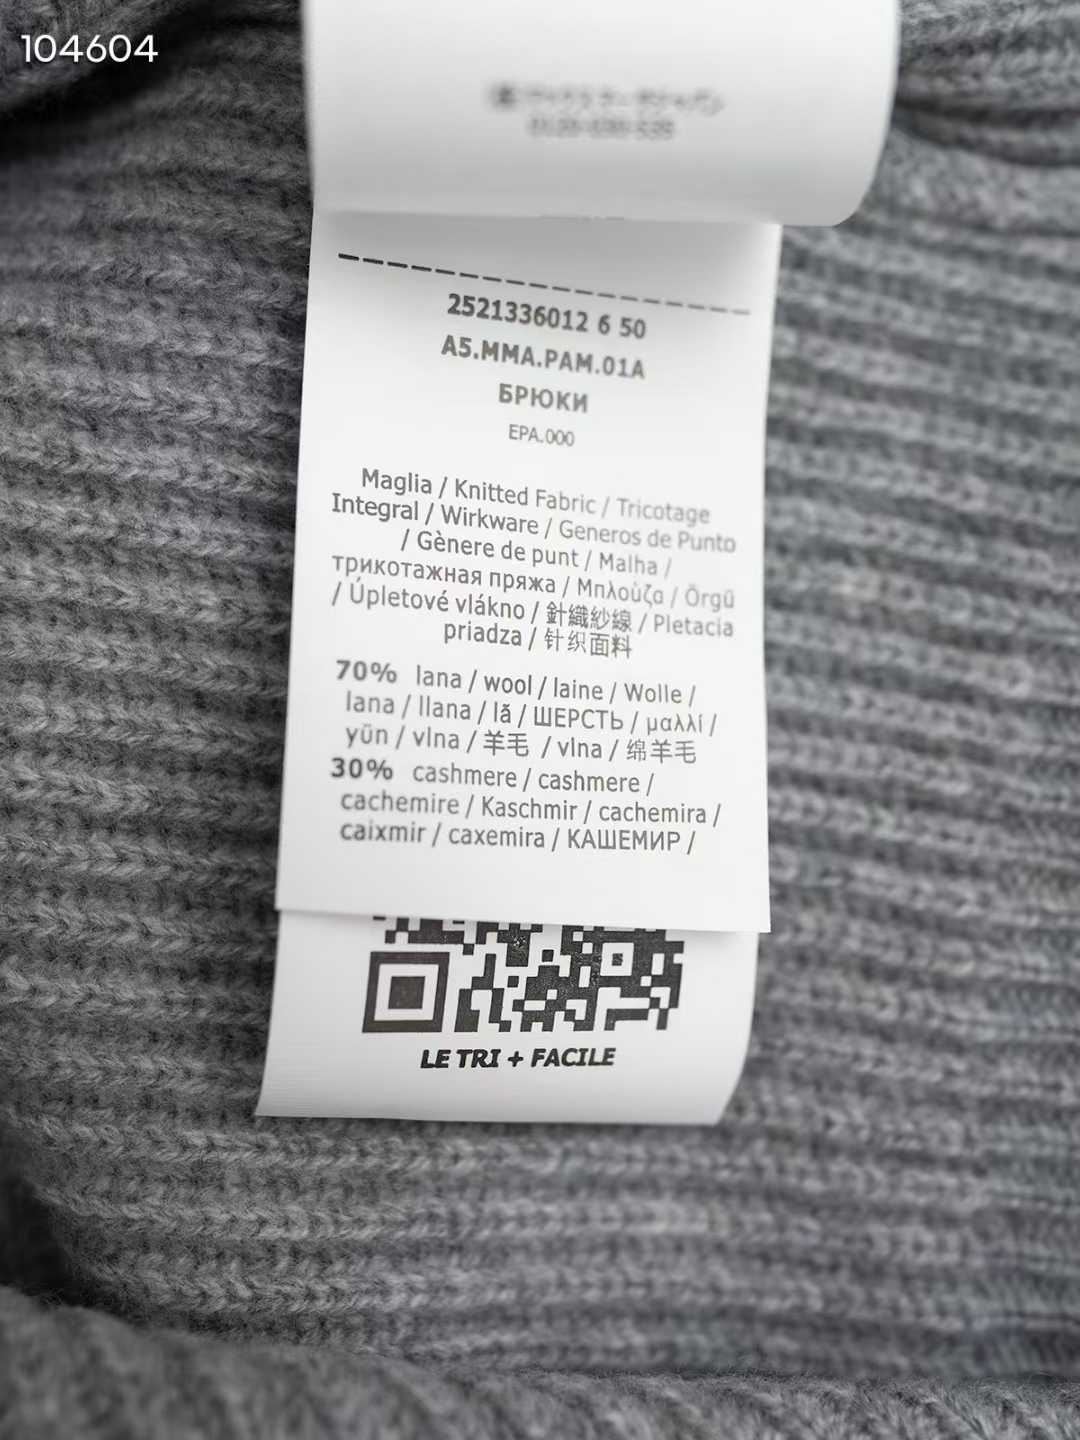 104604
2521336012 6 50
A5.MMA.PAM.01A
БРЮКИ
EPA.000
Maglia / Knitted Fabric / Tricotage
Integral / Wirkware / Generos de Punto
/ Gènere de punt / Malha /
трикотажная пряжа / Μπλούζα / Örgü
/ Úpletové vlákno / 針織紗線 / Pletacia
priadza / 针织面料
70% lana / wool / laine / Wolle /
lana / llana / lã / ШЕРСТЬ / μαλλί /
yün / vlna / 羊毛 / vlna / 绵羊毛
30% cashmere / cashmere /
cachemire / Kaschmir / cachemira /
caixmir / caxemira / КАШЕМИР /
LE TRI + FACILE